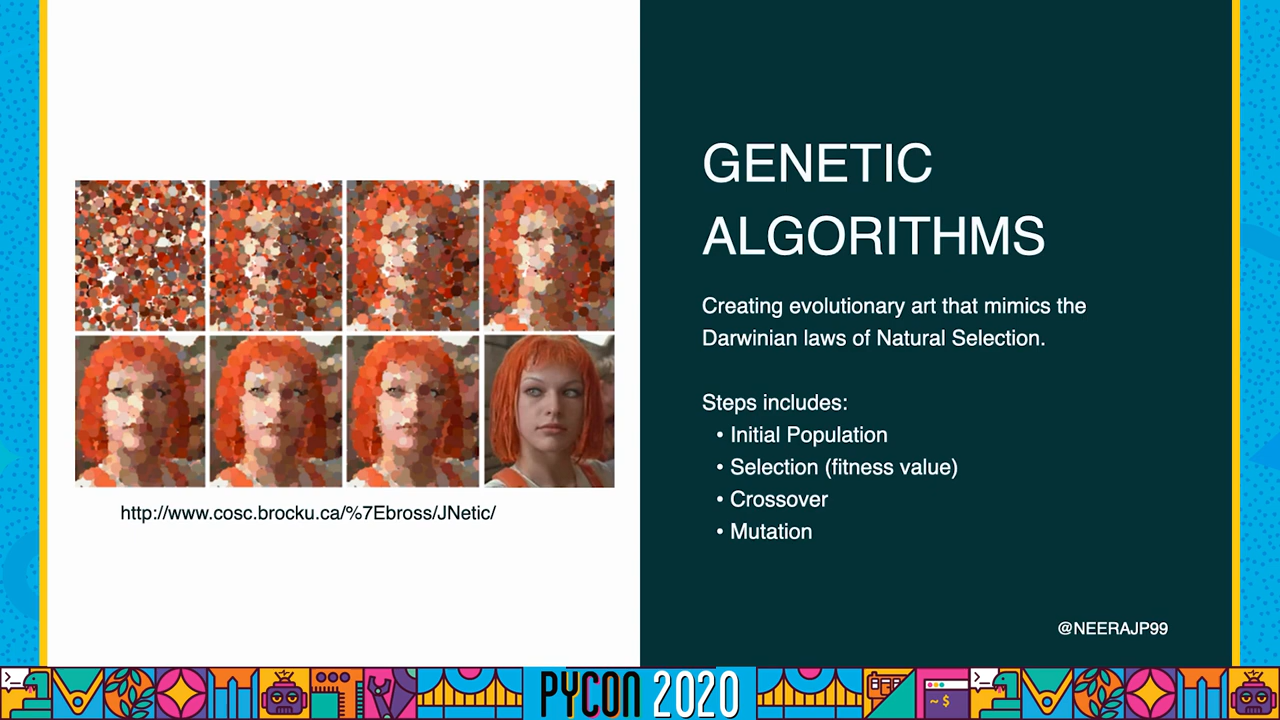 GENETIC
ALGORITHMS
Creating evolutionary art that mimics the
Darwinian laws of Natural Selection.
Steps includes:
• Initial Population
• Selection (fitness value)
• Crossover
• Mutation
http://www.cosc.brocku.ca/%7Ebross/JNetic/
@NEERAJP99
PYCON 2020
~ $